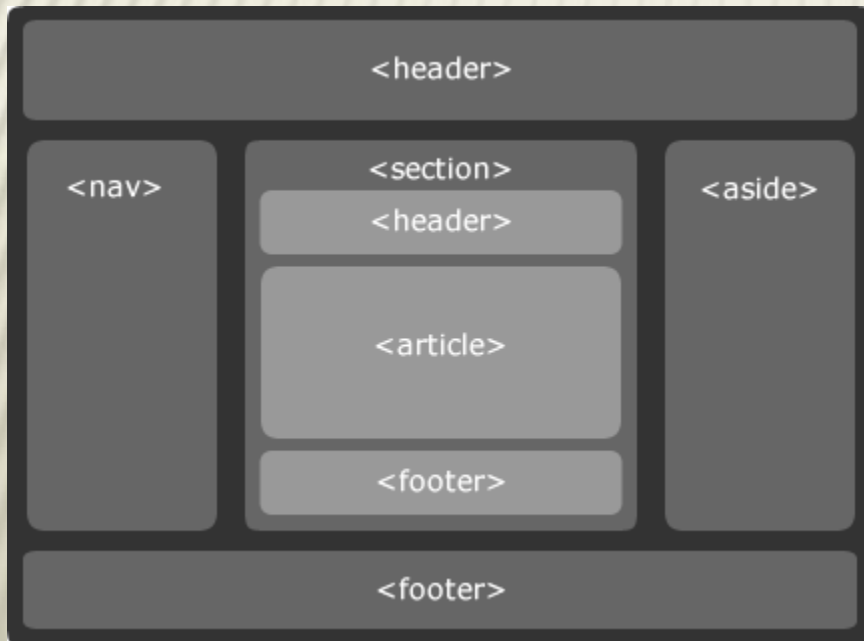 <header>
<nav>
<section>
<header>
<article>
<footer>
<aside>
<footer>